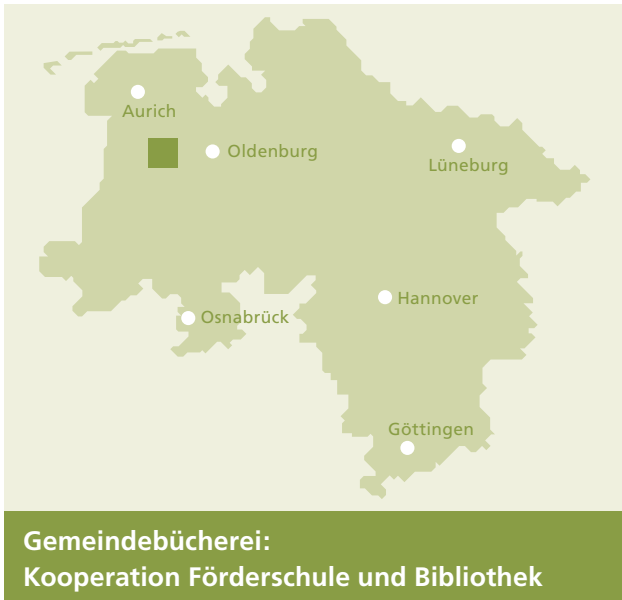 Aurich
Oldenburg
Lüneburg
Hannover
Osnabrück
Göttingen
Gemeindebücherei:
Kooperation Förderschule und Bibliothek